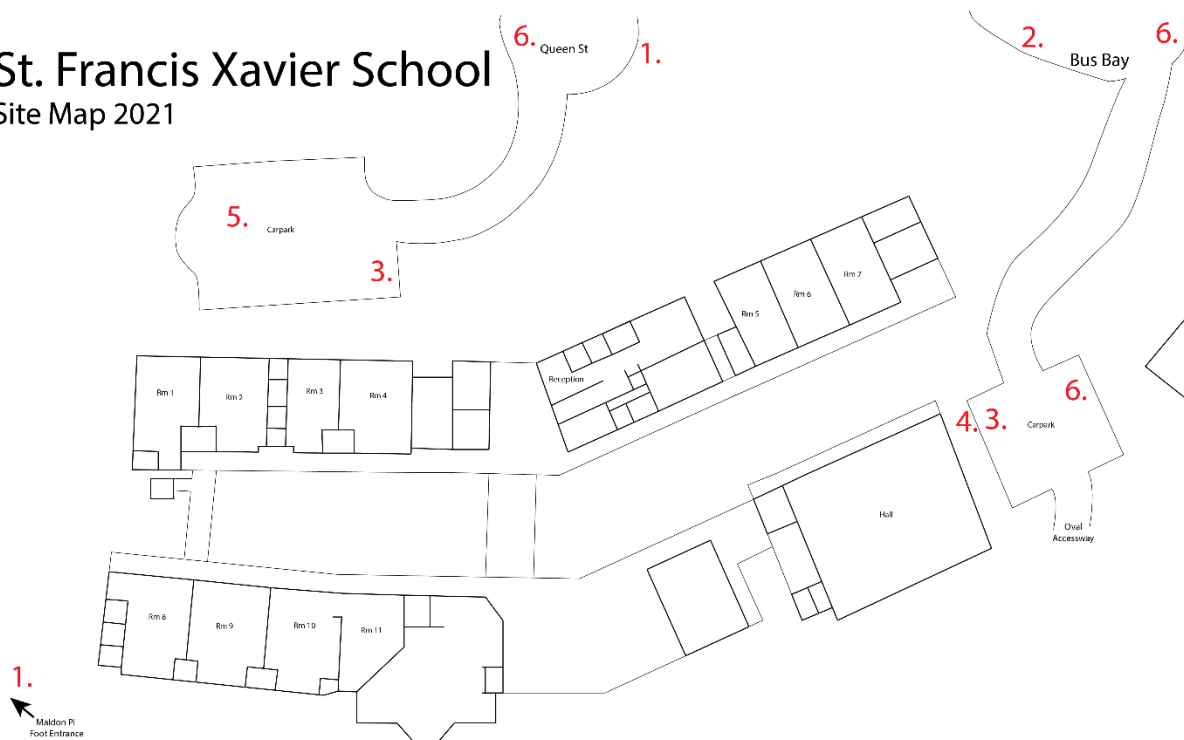 St. Francis Xavier School
Site Map 2021
6.
Queen St
1.
2.
6.
Bus Bay
5.
Carpark
3.
Rm 7
Rm 6
Rm 5
Reception
Rm 1
Rm 2
Rm 3
Rm 4
6.
4.
3.
Carpark
Hall
Oval
Accessway
Rm 8
Rm 9
Rm 10
Rm 11
1.
Maldon Pl
Foot Entrance